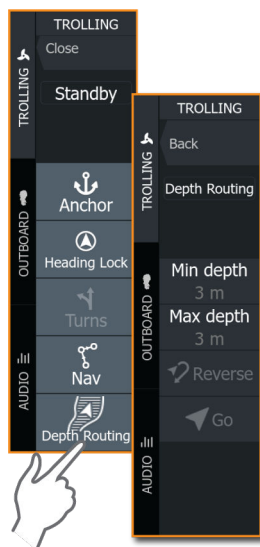 TROLLING
Close
Standby
Anchor
Heading Lock
Turns
Nav
Depth Routing
TROLLING
OUTBOARD
AUDIO
TROLLING
Back
Depth Routing
Min depth
3 m
Max depth
3 m
Reverse
Go
TROLLING
OUTBOARD
AUDIO